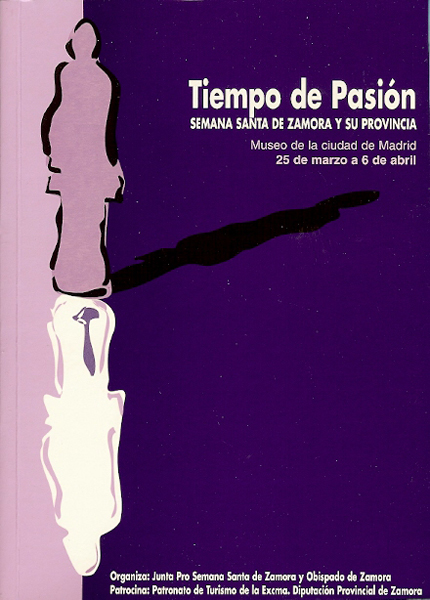 Tiempo de Pasión
SEMANA SANTA DE ZAMORA Y SU PROVINCIA
Museo de la ciudad de Madrid
25 de marzo a 6 de abril
Organiza: Junta Pro Semana Santa de Zamora y Obispado de Zamora
Patrocina: Patronato de Turismo de la Excma. Diputación Provincial de Zamora